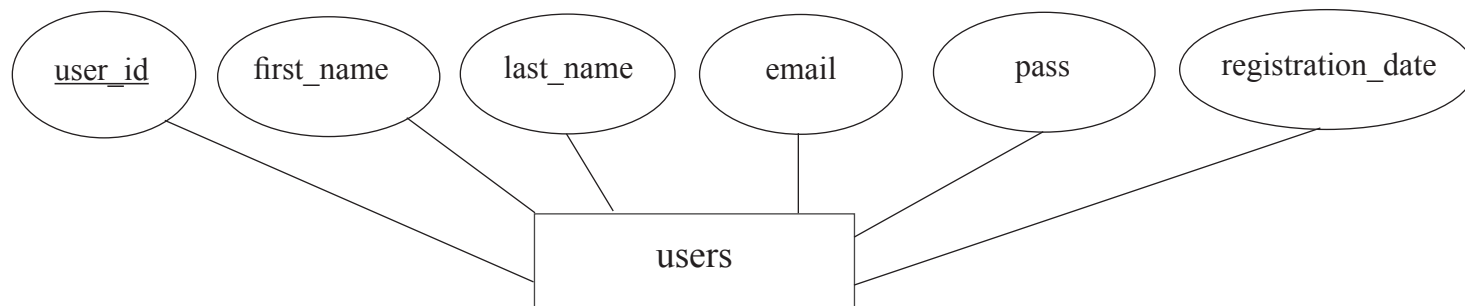 user_id
first_name
last_name
email
pass
registration_date
users